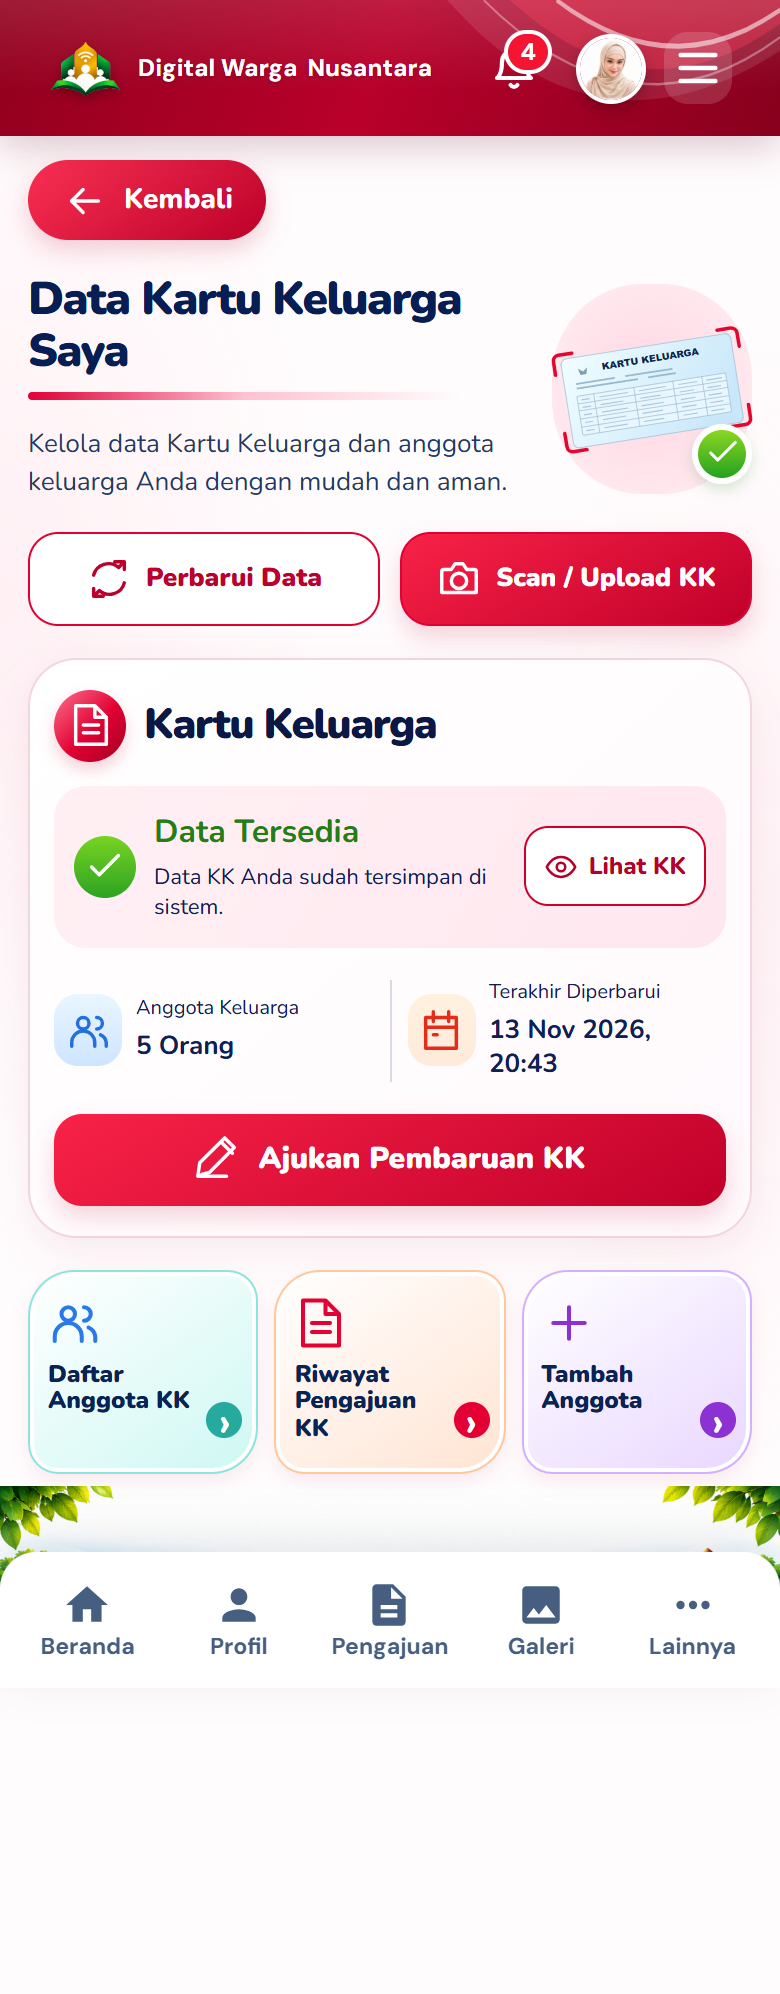 Digital Warga Nusantara
4
Kembali
Data Kartu Keluarga
Saya
KARTU KELUARGA
Kelola data Kartu Keluarga dan anggota
keluarga Anda dengan mudah dan aman.
Perbarui Data
Scan / Upload KK
Kartu Keluarga
Data Tersedia
Data KK Anda sudah tersimpan di
sistem.
Lihat KK
Anggota Keluarga
5 Orang
Terakhir Diperbarui
13 Nov 2026,
20:43
Ajukan Pembaruan KK
Daftar
Anggota KK
Riwayat
Pengajuan
KK
Tambah
Anggota
Beranda
Profil
Pengajuan
Galeri
Lainnya